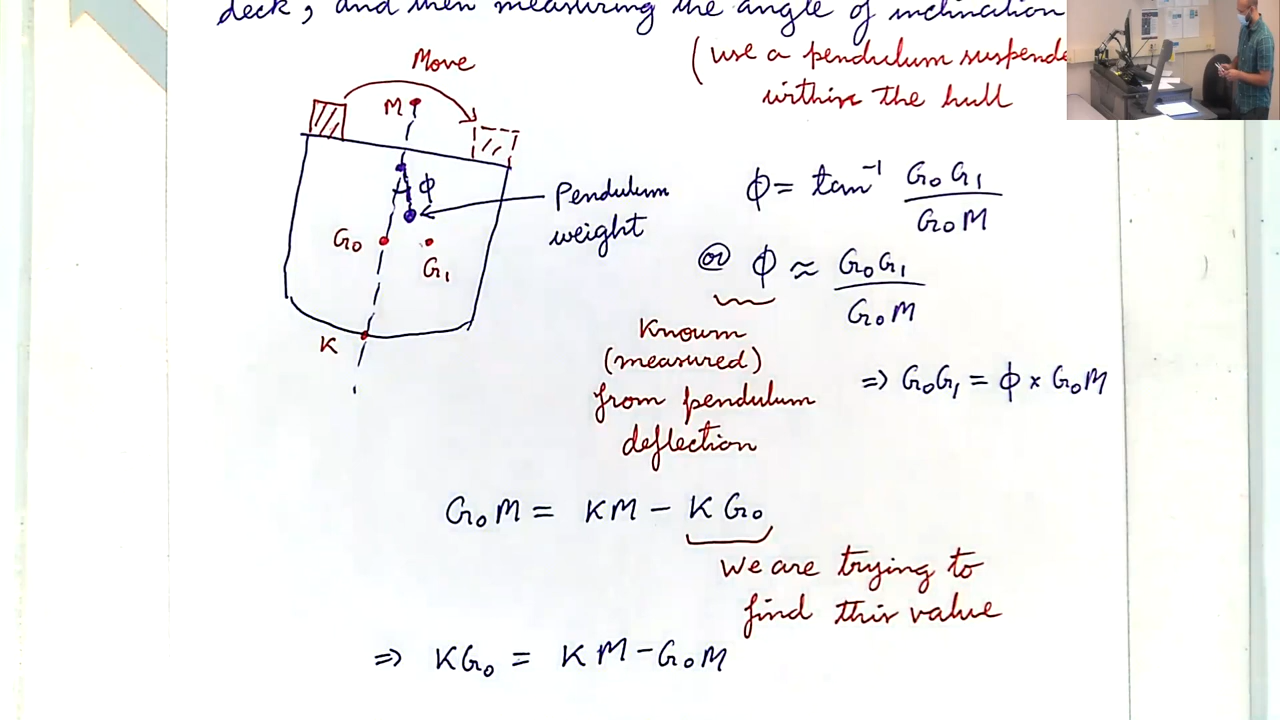 deck, and then measuring the angle of inclination
(use a pendulum suspende
within the hull
Move
M
φ
Pendulum
weight
G₀
G₁
K
φ = tan⁻¹ G₀G₁ / G₀M
or φ ≈ G₀G₁ / G₀M
Known
(measured)
from pendulum
deflection
⇒ G₀G₁ = φ × G₀M
G₀M = KM − KG₀
We are trying to
find this value
⇒ KG₀ = KM − G₀M